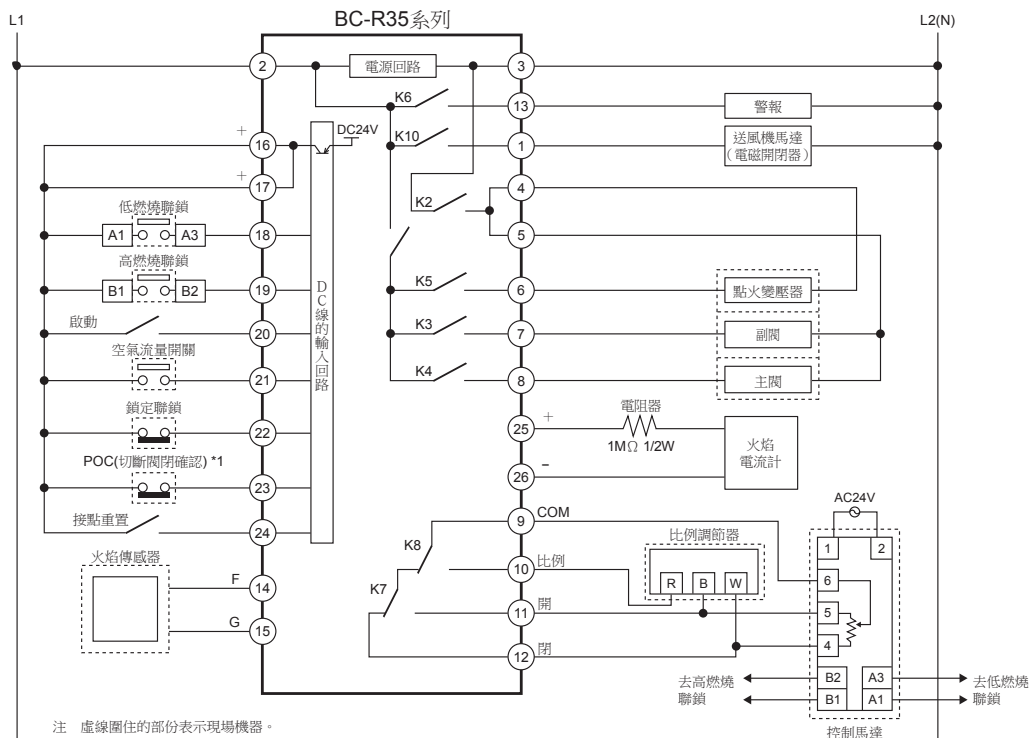 BC-R35系列
L1
L2(N)
2
電源回路
3
K6
13
警報
+
16
DC24V
K10
1
送風機馬達
(電磁開閉器)
+
17
4
K2
低燃燒聯鎖
A1
A3
18
5
高燃燒聯鎖
B1
B2
19
DC線的輸入回路
K5
6
點火變壓器
啟動
20
K3
7
副閥
空氣流量開關
21
K4
8
主閥
鎖定聯鎖
22
25
+
電阻器
1MΩ 1/2W
火焰
電流計
POC(切斷閥閉確認) *1
23
26
-
接點重置
24
9
COM
AC24V
火焰傳感器
K8
比例調節器
1
2
F
14
10
比例
R
B
W
6
K7
11
開
5
G
15
12
閉
4
去高燃燒
聯鎖
B2
A3
去低燃燒
聯鎖
B1
A1
控制馬達
注 虛線圍住的部份表示現場機器。